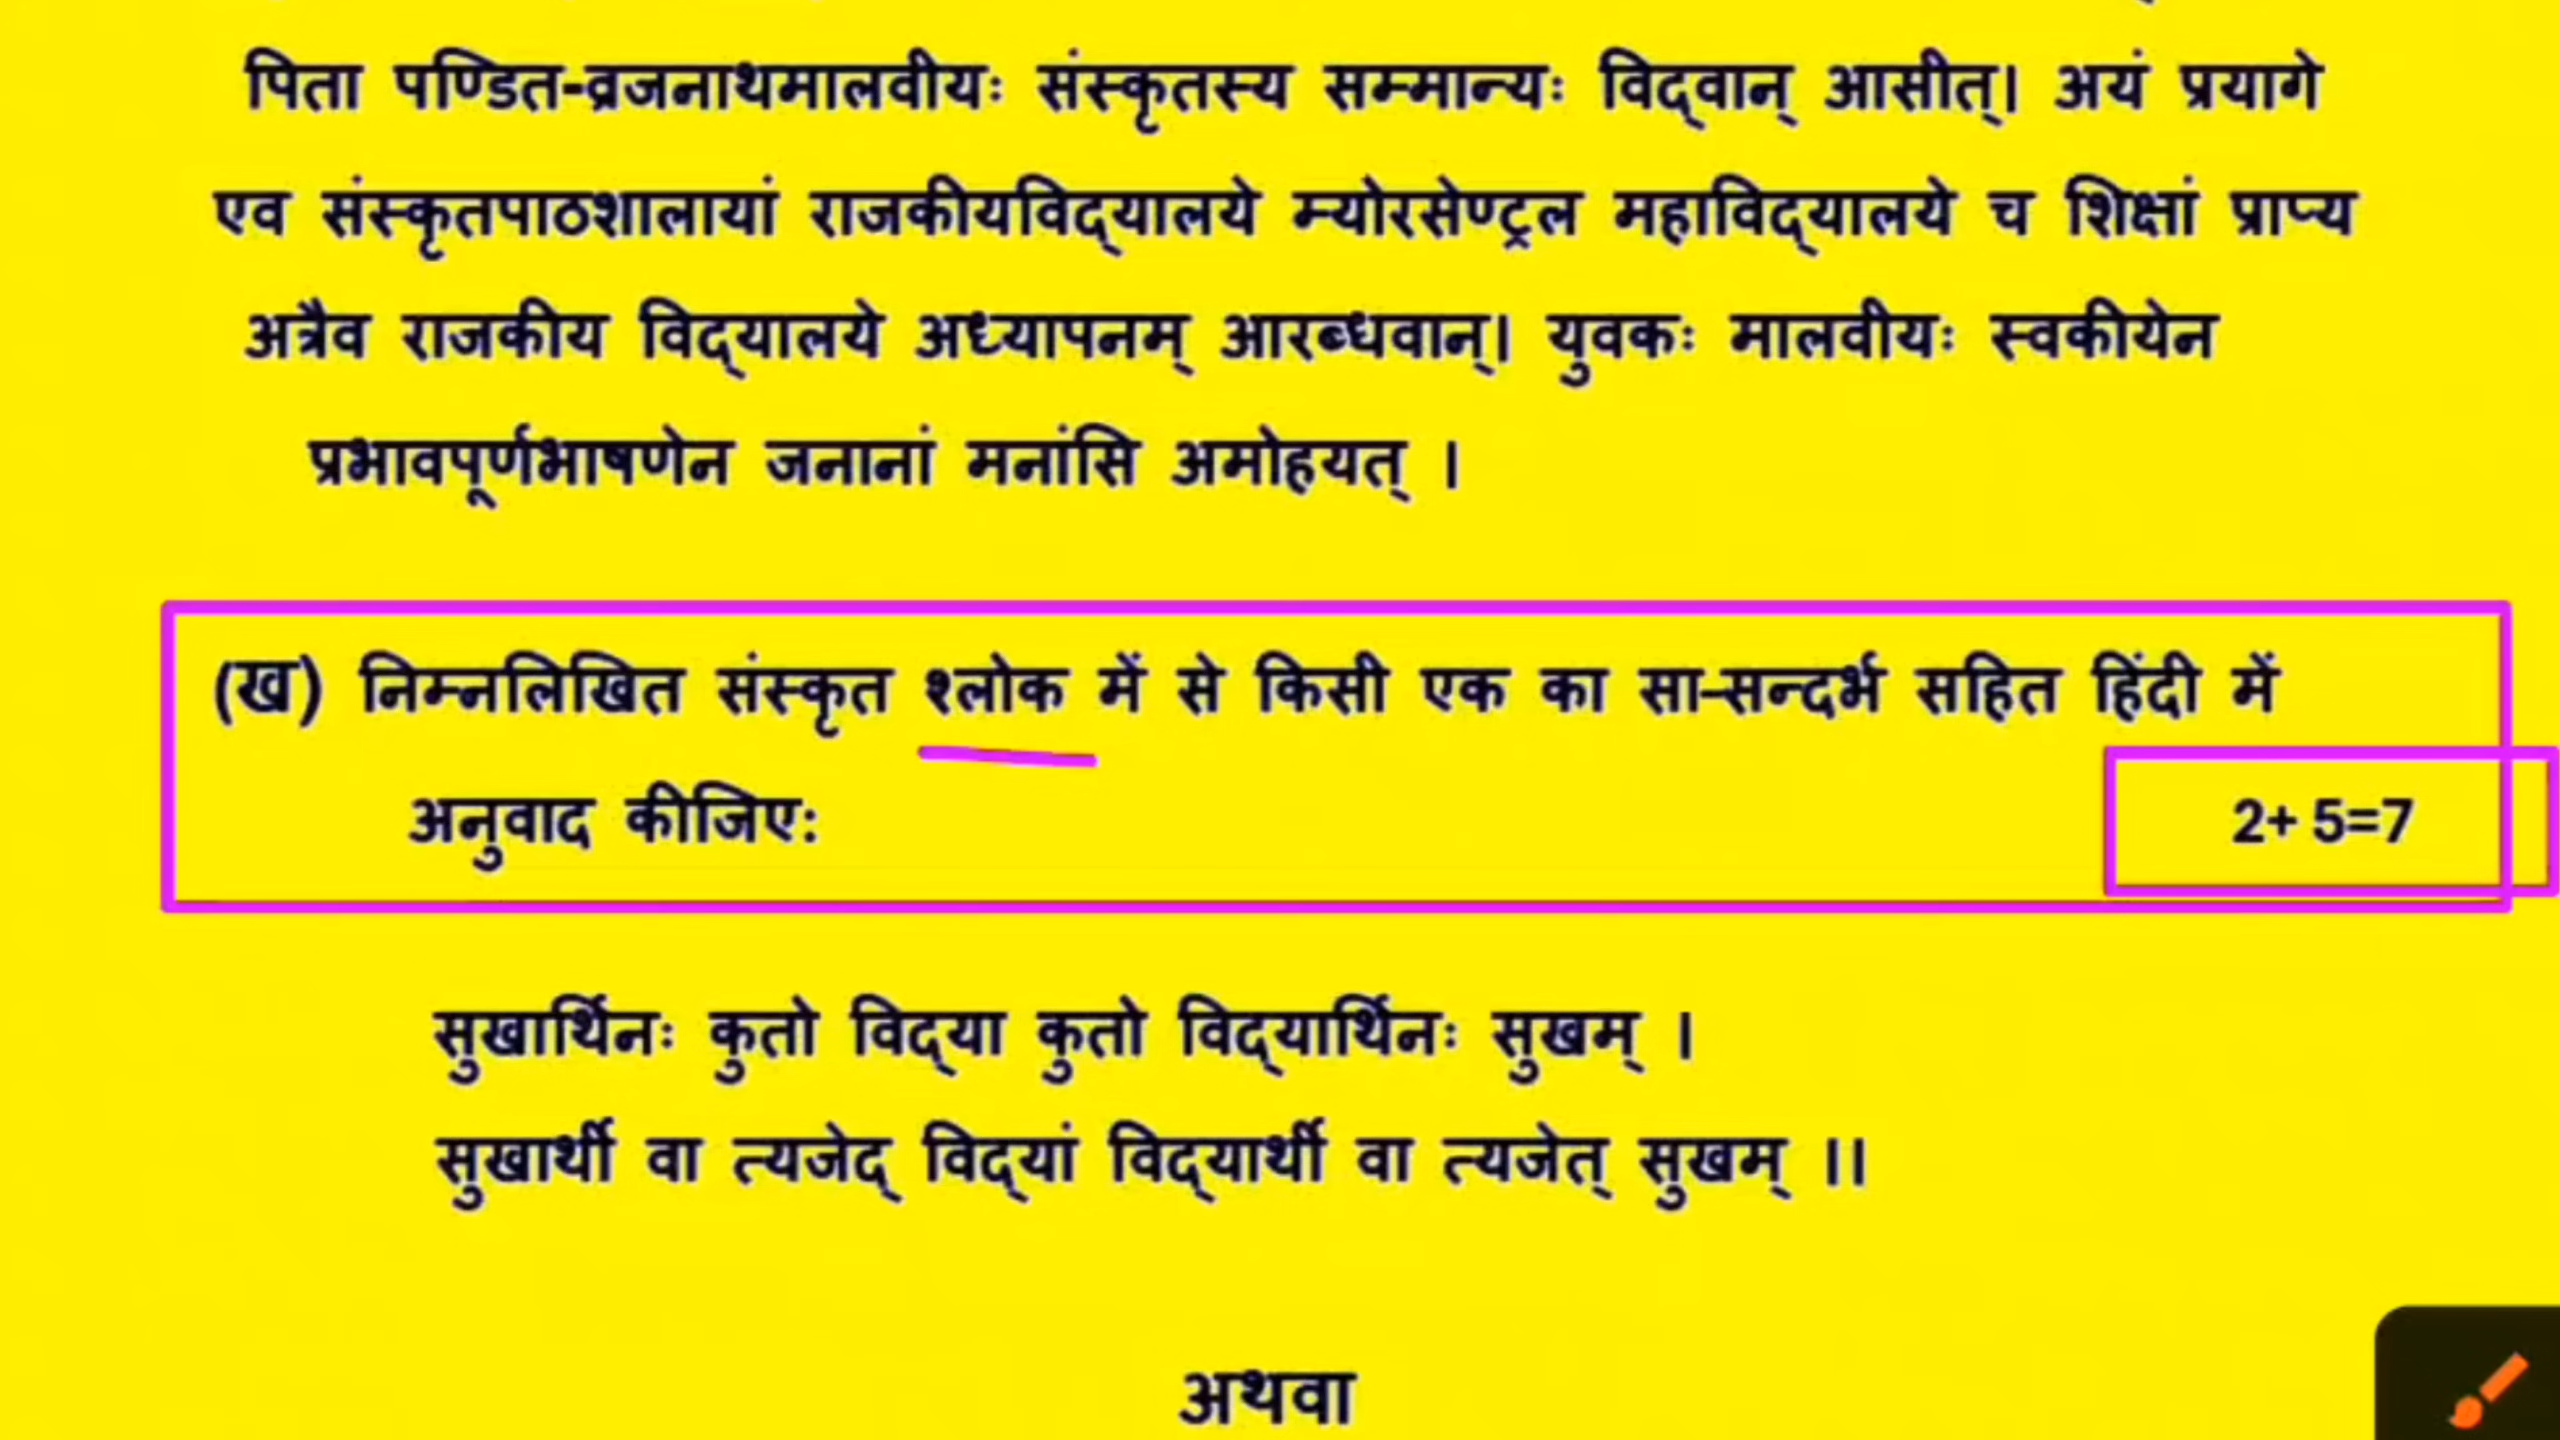 पिता पण्डित-व्रजनाथमालवीयः संस्कृतस्य सम्मान्यः विद्‌वान् आसीत्। अयं प्रयागे
एव संस्कृतपाठशालायां राजकीयविद्‌यालये म्योरसेण्ट्रल महाविद्‌यालये च शिक्षां प्राप्य
अत्रैव राजकीय विद्‌यालये अध्यापनम् आरब्धवान्। युवकः मालवीयः स्वकीयेन
प्रभावपूर्णभाषणेन जनानां मनांसि अमोहयत् ।
(ख) निम्नलिखित संस्कृत श्लोक में से किसी एक का सा-सन्दर्भ सहित हिंदी में
अनुवाद कीजिए:
2+ 5=7
सुखार्थिनः कुतो विद्‌या कुतो विद्‌यार्थिनः सुखम् ।
सुखार्थी वा त्यजेद् विद्‌यां विद्‌यार्थी वा त्यजेत् सुखम् ।।
अथवा